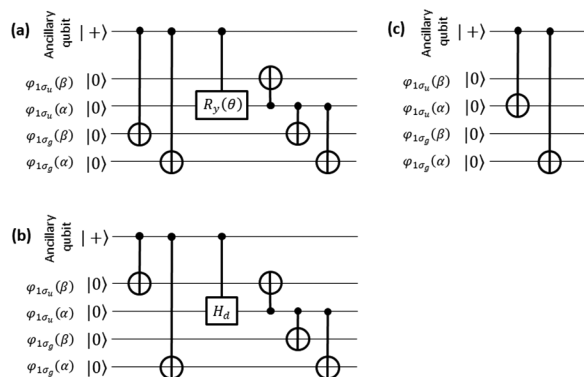 (a)
Ancillary
qubit
|+⟩
φ1σu(β) |0⟩
φ1σu(α) |0⟩
Ry(θ)
φ1σg(β) |0⟩
φ1σg(α) |0⟩
(c)
Ancillary
qubit
|+⟩
φ1σu(β) |0⟩
φ1σu(α) |0⟩
φ1σg(β) |0⟩
φ1σg(α) |0⟩
(b)
Ancillary
qubit
|+⟩
φ1σu(β) |0⟩
φ1σu(α) |0⟩
Hd
φ1σg(β) |0⟩
φ1σg(α) |0⟩